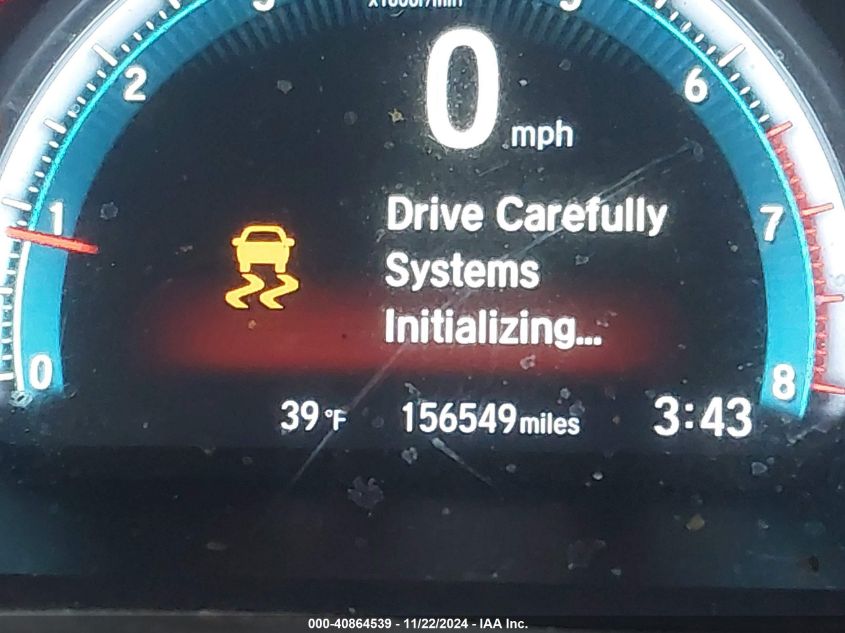 x1000r/min
0 mph
2
6
1
7
0
8
Drive Carefully
Systems
Initializing...
39 °F 156549 miles 3:43
000-40864539 - 11/22/2024 - IAA Inc.